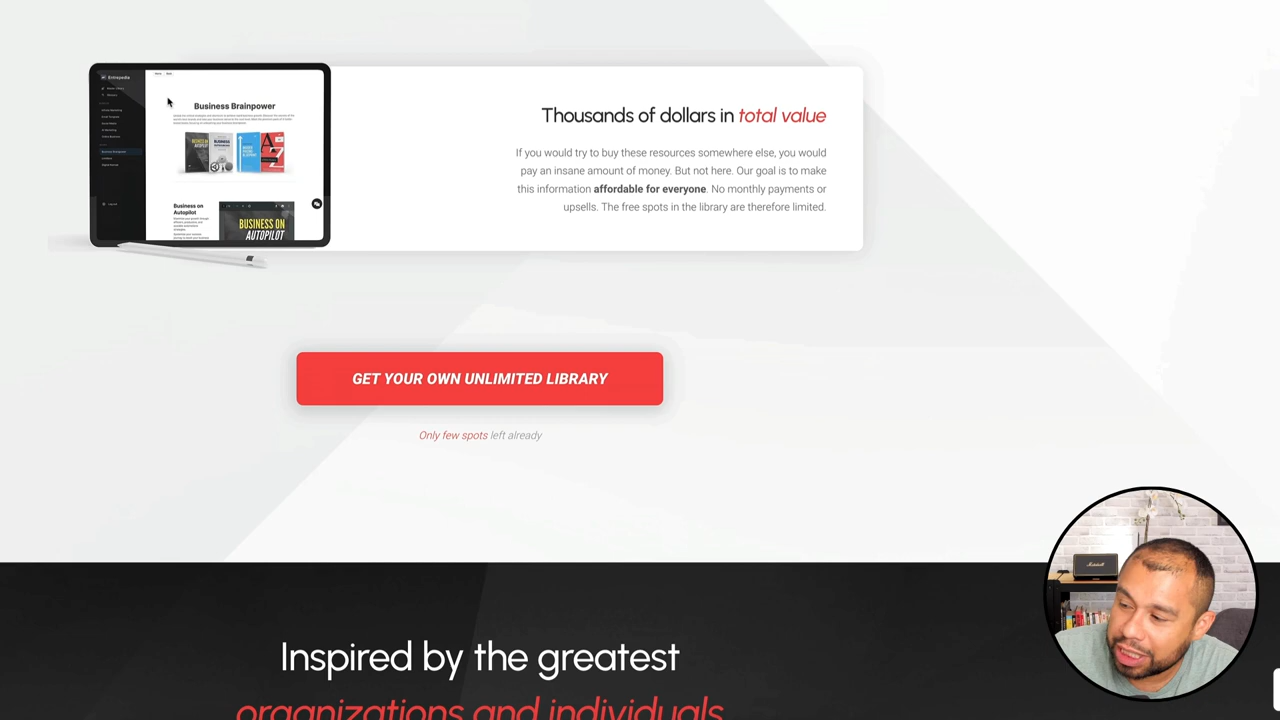 Entrepedia
Business Brainpower
Business on
Autopilot
BUSINESS ON
AUTOPILOT
Thousands of dollars in total value
If you would try to buy these resources somewhere else, you would
pay an insane amount of money. But not here. Our goal is to make
this information affordable for everyone. No monthly payments or
upsells. The free spots in the library are therefore limited.
GET YOUR OWN UNLIMITED LIBRARY
Only few spots left already
Marshall
Inspired by the greatest
organizations and individuals